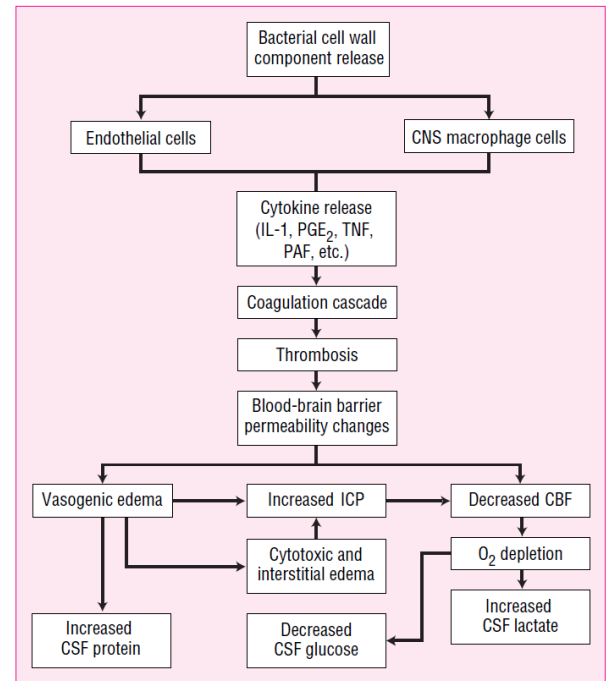 Bacterial cell wall
component release
Endothelial cells
CNS macrophage cells
Cytokine release
(IL-1, PGE₂, TNF,
PAF, etc.)
Coagulation cascade
Thrombosis
Blood-brain barrier
permeability changes
Vasogenic edema
Increased ICP
Decreased CBF
Cytotoxic and
interstitial edema
O₂ depletion
Increased
CSF protein
Decreased
CSF glucose
Increased
CSF lactate